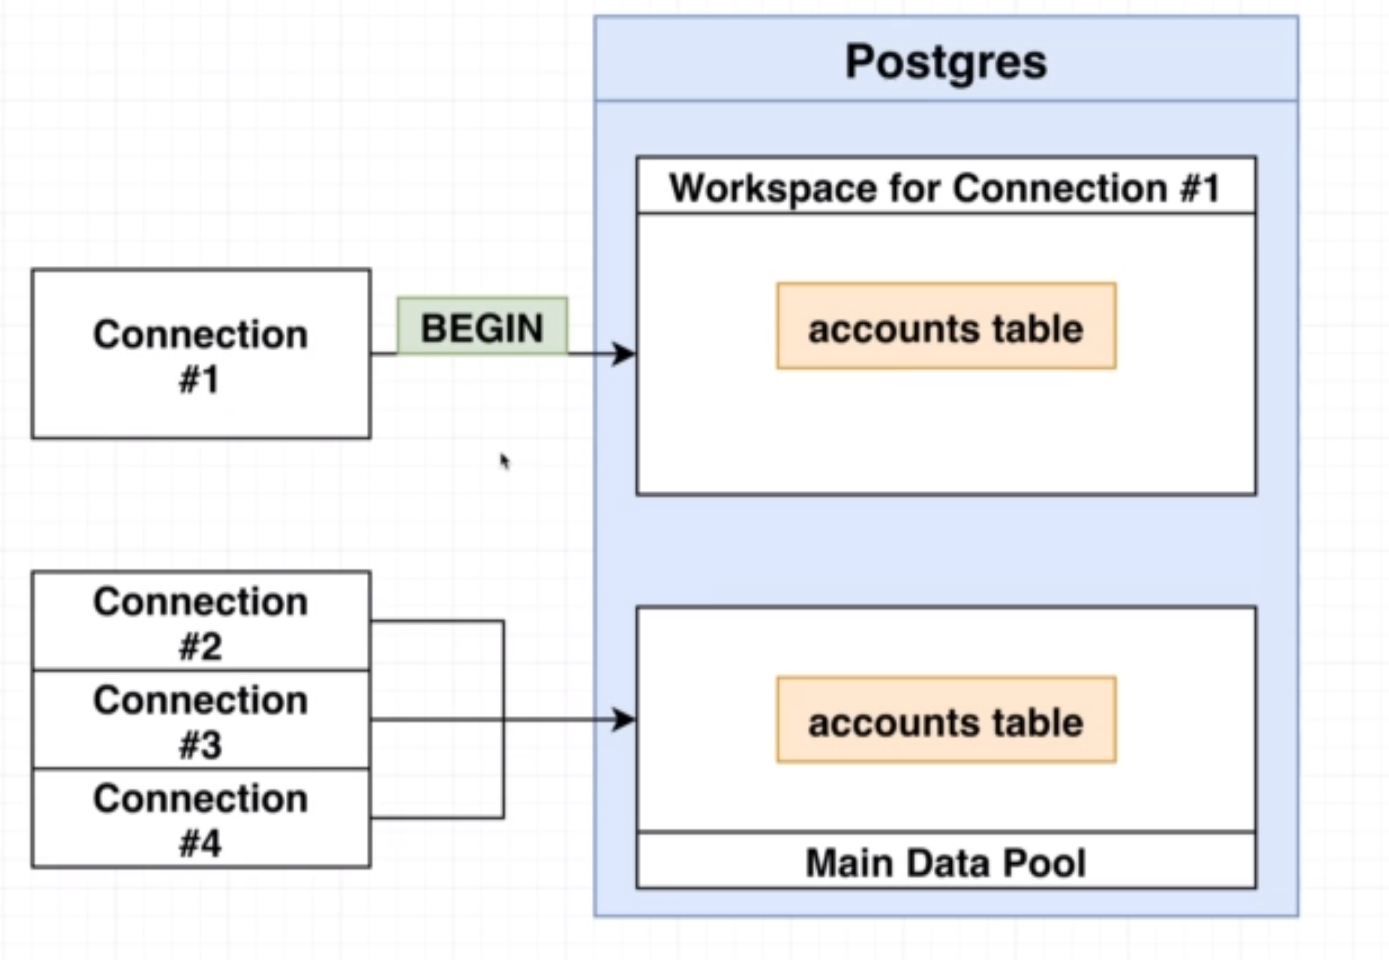 Postgres
Workspace for Connection #1
accounts table
Connection
#1
BEGIN
Connection
#2
Connection
#3
Connection
#4
accounts table
Main Data Pool